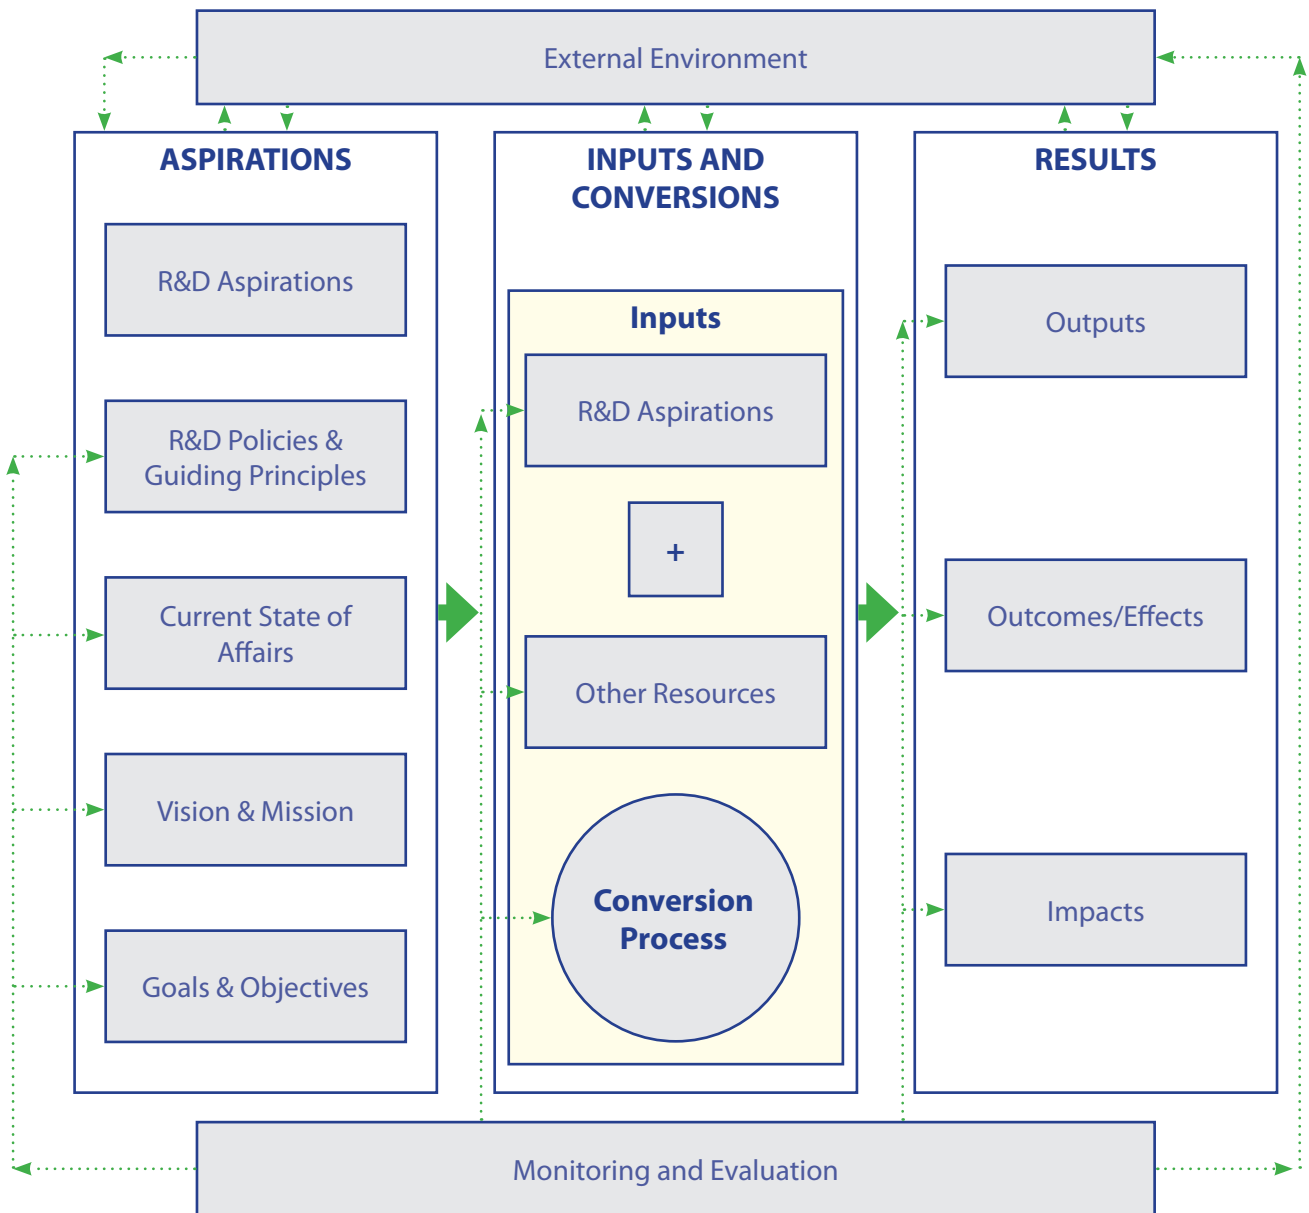 External Environment
ASPIRATIONS
R&D Aspirations
R&D Policies &
Guiding Principles
Current State of
Affairs
Vision & Mission
Goals & Objectives
INPUTS AND
CONVERSIONS
Inputs
R&D Aspirations
+
Other Resources
Conversion
Process
RESULTS
Outputs
Outcomes/Effects
Impacts
Monitoring and Evaluation